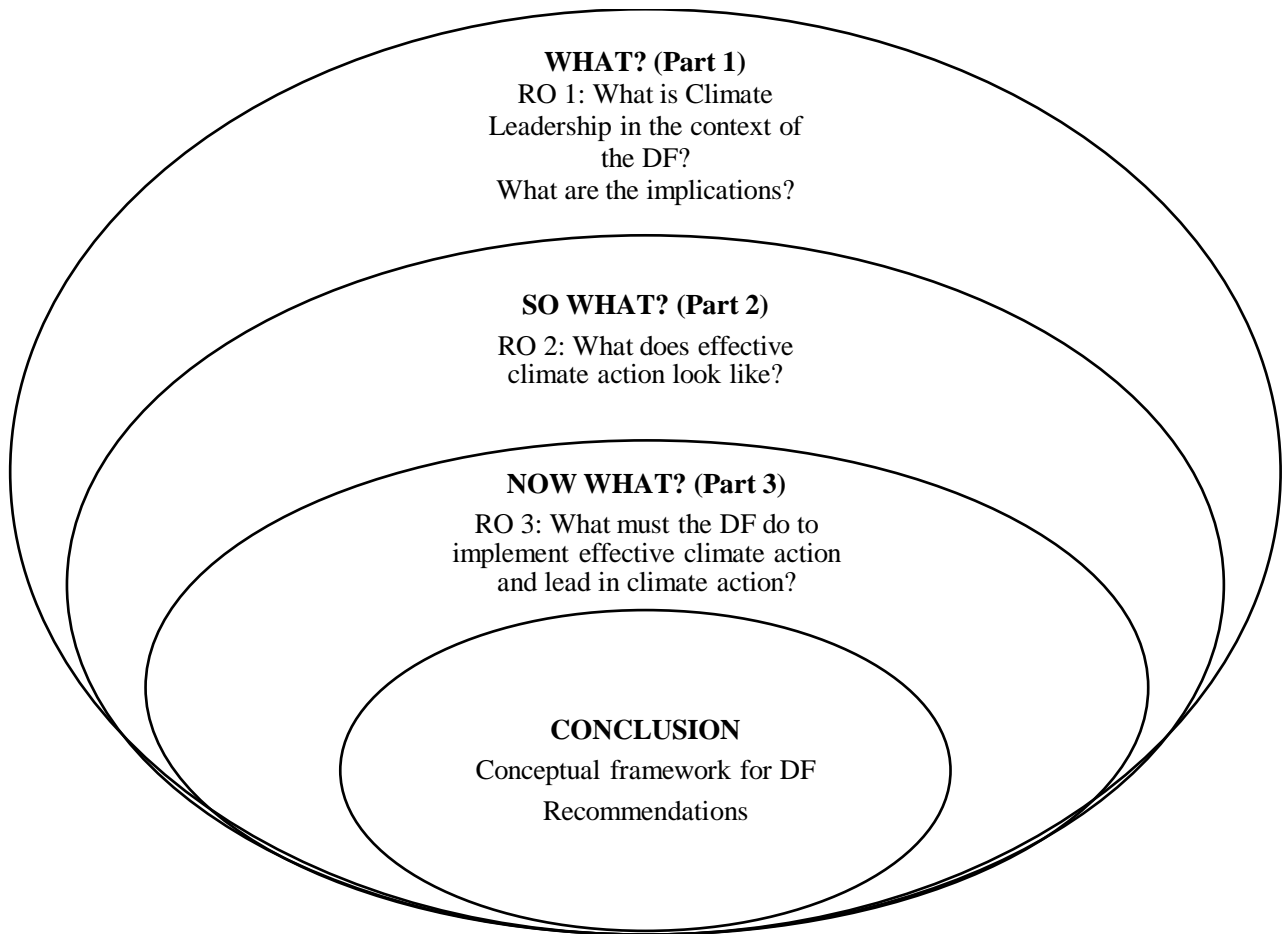 WHAT? (Part 1)
RO 1: What is Climate
Leadership in the context of
the DF?
What are the implications?
SO WHAT? (Part 2)
RO 2: What does effective
climate action look like?
NOW WHAT? (Part 3)
RO 3: What must the DF do to
implement effective climate action
and lead in climate action?
CONCLUSION
Conceptual framework for DF
Recommendations